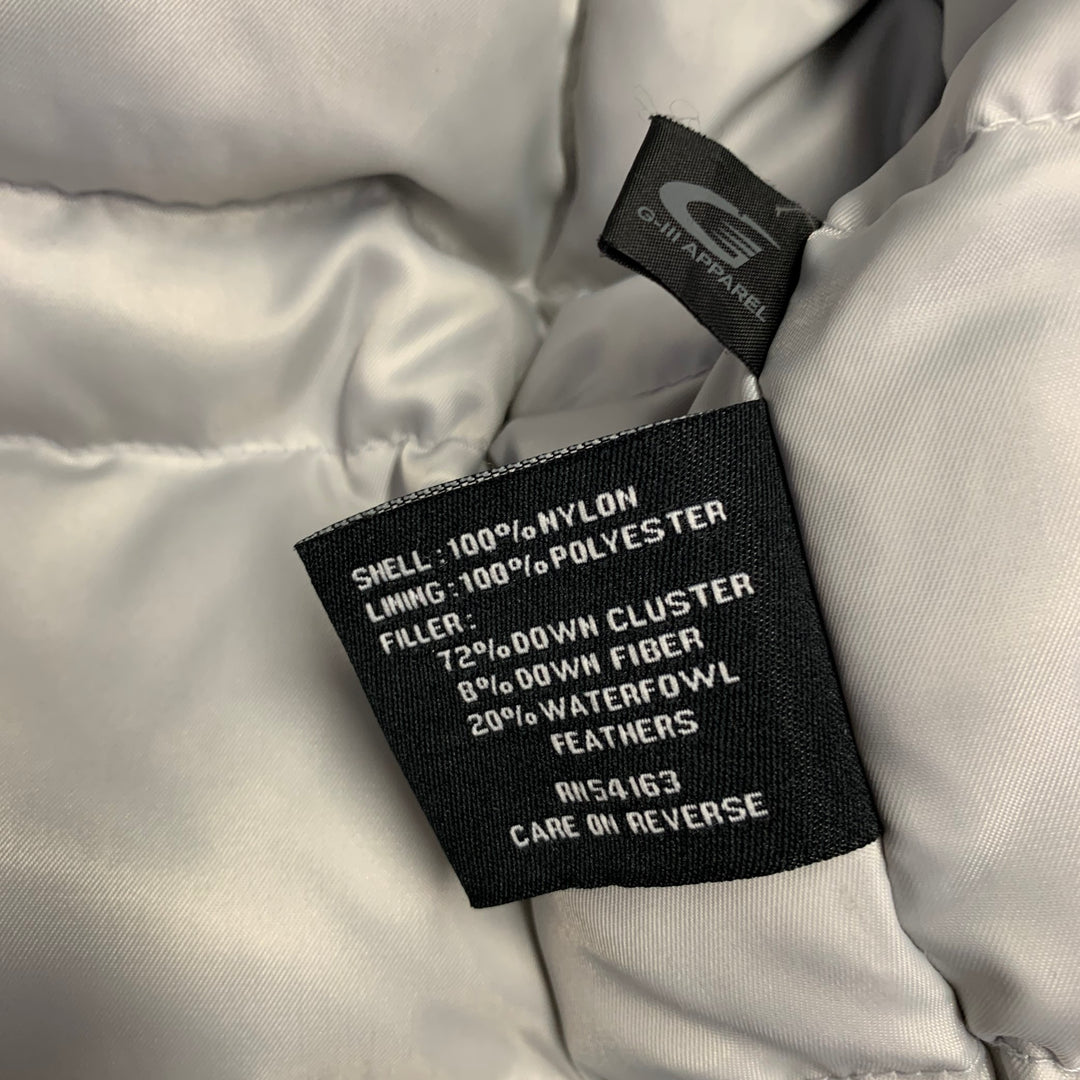 G
G-III APPAREL
SHELL:100%NYLON
LINING:100%POLYESTER
FILLER:
72%DOWN CLUSTER
8%DOWN FIBER
20%WATERFOWL
FEATHERS
RN54163
CARE ON REVERSE